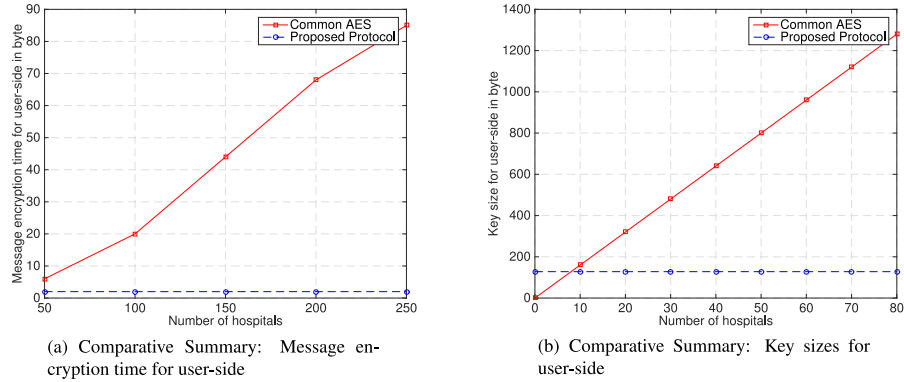 Message encryption time for user-side in byte
90
80
70
60
50
40
30
20
10
0
50
100
150
200
250
Number of hospitals
Common AES
Proposed Protocol
(a) Comparative Summary: Message en-
cryption time for user-side
Key size for user-side in byte
1400
1200
1000
800
600
400
200
0
0
10
20
30
40
50
60
70
80
Number of hospitals
Common AES
Proposed Protocol
(b) Comparative Summary: Key sizes for
user-side